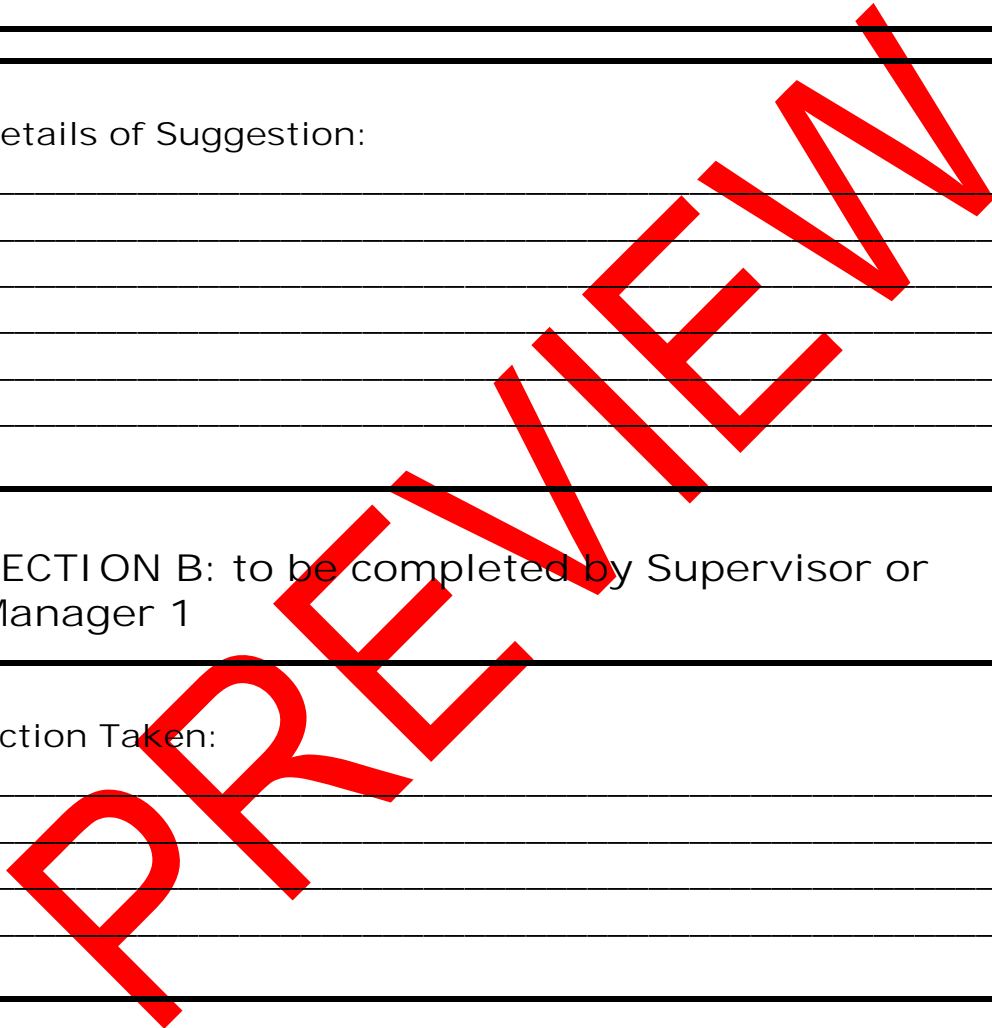 etails of Suggestion:
ECTION B: to be completed by Supervisor or
Manager 1
ction Taken:
PREVIEW